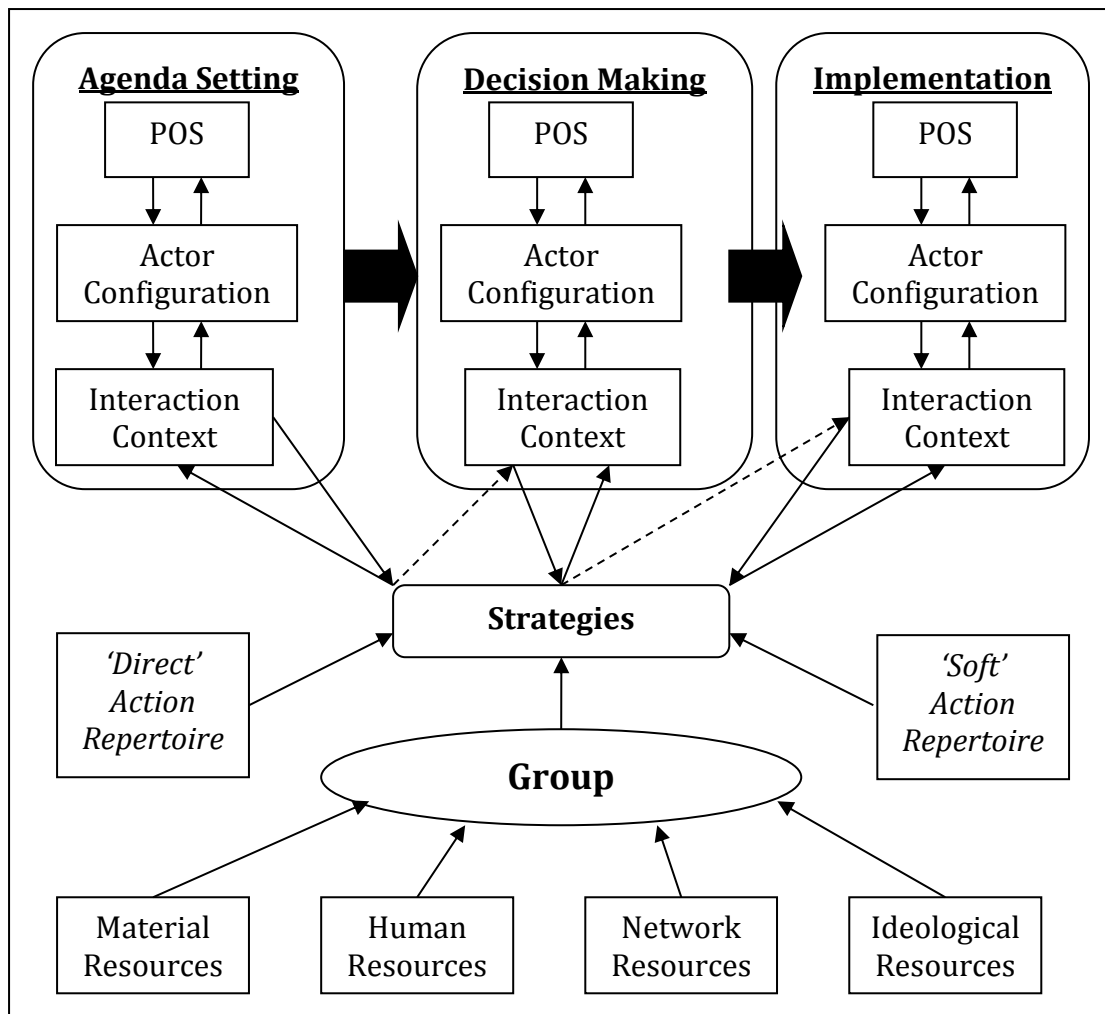 Agenda Setting
POS
Actor
Configuration
Interaction
Context
Decision Making
POS
Actor
Configuration
Interaction
Context
Implementation
POS
Actor
Configuration
Interaction
Context
Strategies
‘Direct’
Action
Repertoire
‘Soft’
Action
Repertoire
Group
Material
Resources
Human
Resources
Network
Resources
Ideological
Resources